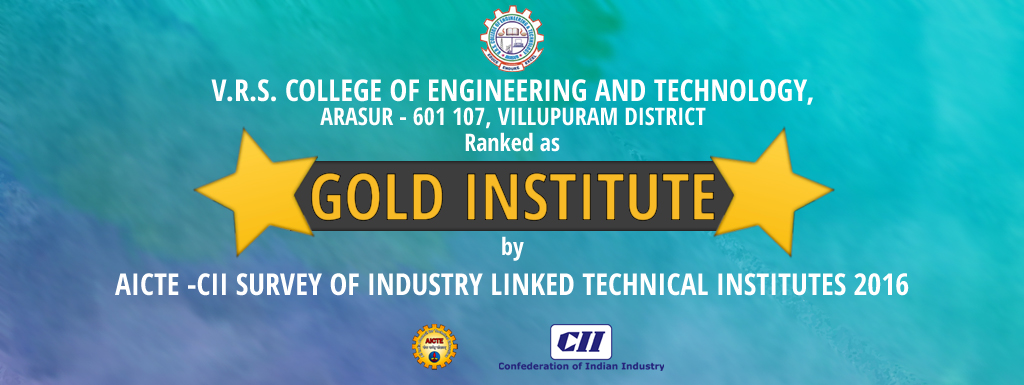 V.R.S. COLLEGE OF ENGINEERING AND TECHNOLOGY,
ARASUR - 601 107, VILLUPURAM DISTRICT
Ranked as
GOLD INSTITUTE
by
AICTE -CII SURVEY OF INDUSTRY LINKED TECHNICAL INSTITUTES 2016
AICTE
CII
Confederation of Indian Industry